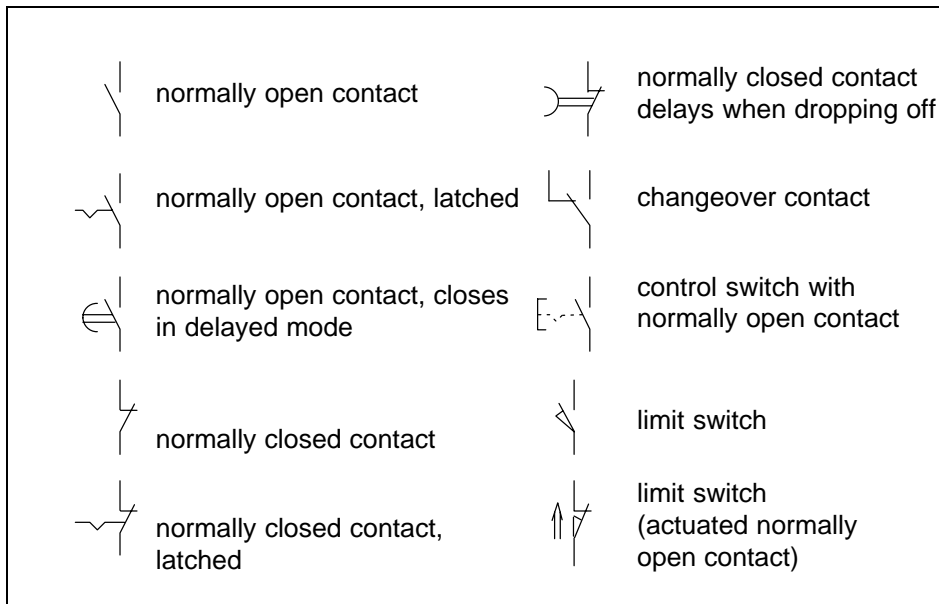 normally open contact
normally open contact, latched
normally open contact, closes
in delayed mode
normally closed contact
normally closed contact,
latched
normally closed contact
delays when dropping off
changeover contact
control switch with
normally open contact
limit switch
limit switch
(actuated normally
open contact)